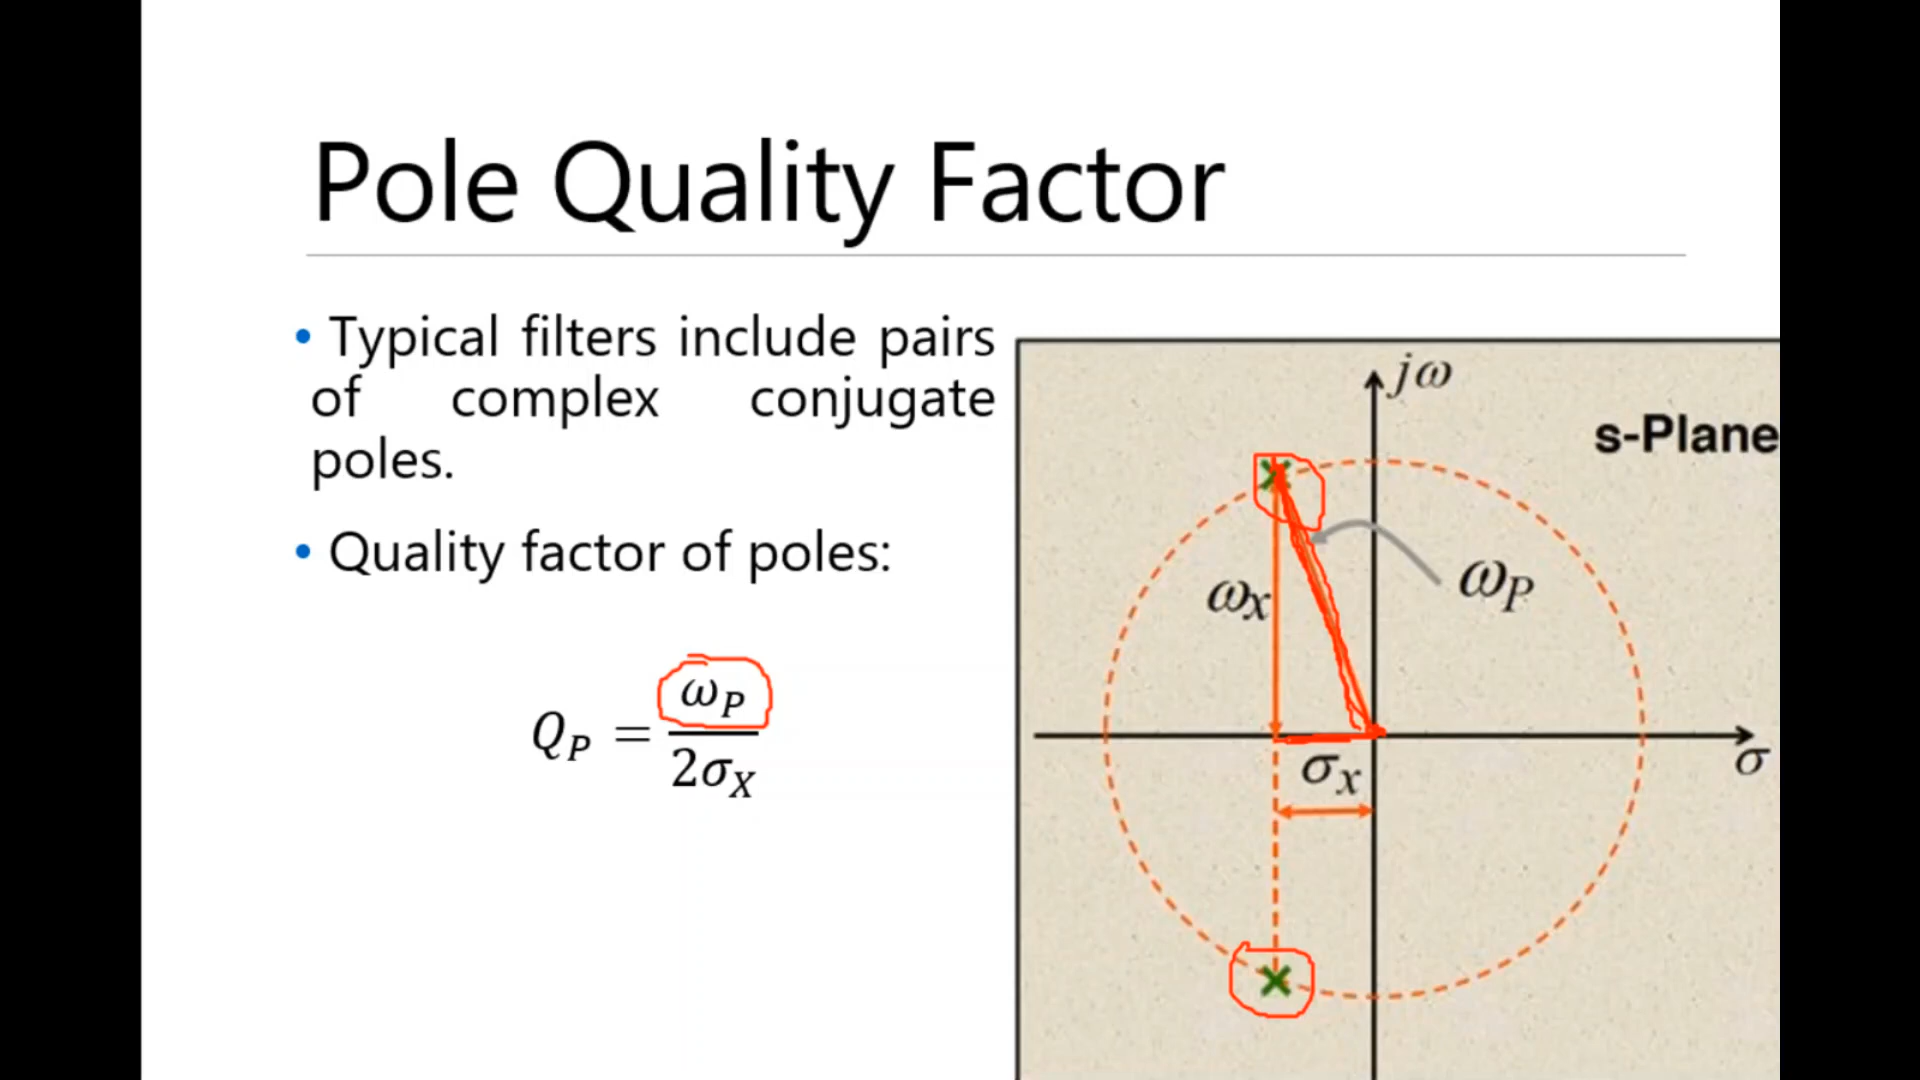 Pole Quality Factor
• Typical filters include pairs
of complex conjugate
poles.
• Quality factor of poles:
Q_P = ω_P / 2σ_X
jω
s-Plane
ω_X
ω_P
σ_X
σ